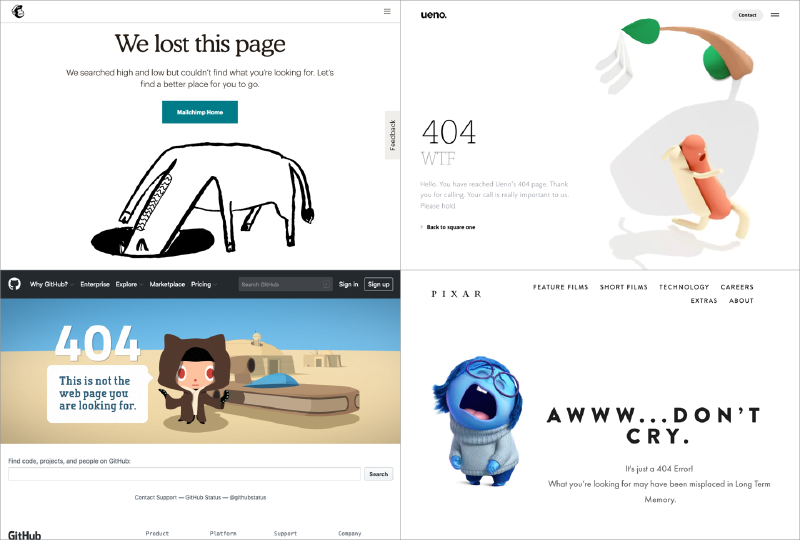 We lost this page
We searched high and low but couldn't find what you're looking for. Let's
find a better place for you to go.
Mailchimp Home
Feedback
ueno.
Contact
404
WTF
Hello. You have reached Ueno's 404 page. Thank
you for calling. Your call is really important to us.
Please hold.
Back to square one
Why GitHub?
Enterprise
Explore
Marketplace
Pricing
Search GitHub
/
Sign in
Sign up
404
This is not the
web page you
are looking for.
Find code, projects, and people on GitHub:
Search
Contact Support — GitHub Status — @githubstatus
GitHub
Product
Platform
Support
Company
PIXAR
FEATURE FILMS
SHORT FILMS
TECHNOLOGY
CAREERS
EXTRAS
ABOUT
AWWW...DON'T
CRY.
It's just a 404 Error!
What you're looking for may have been misplaced in Long Term
Memory.